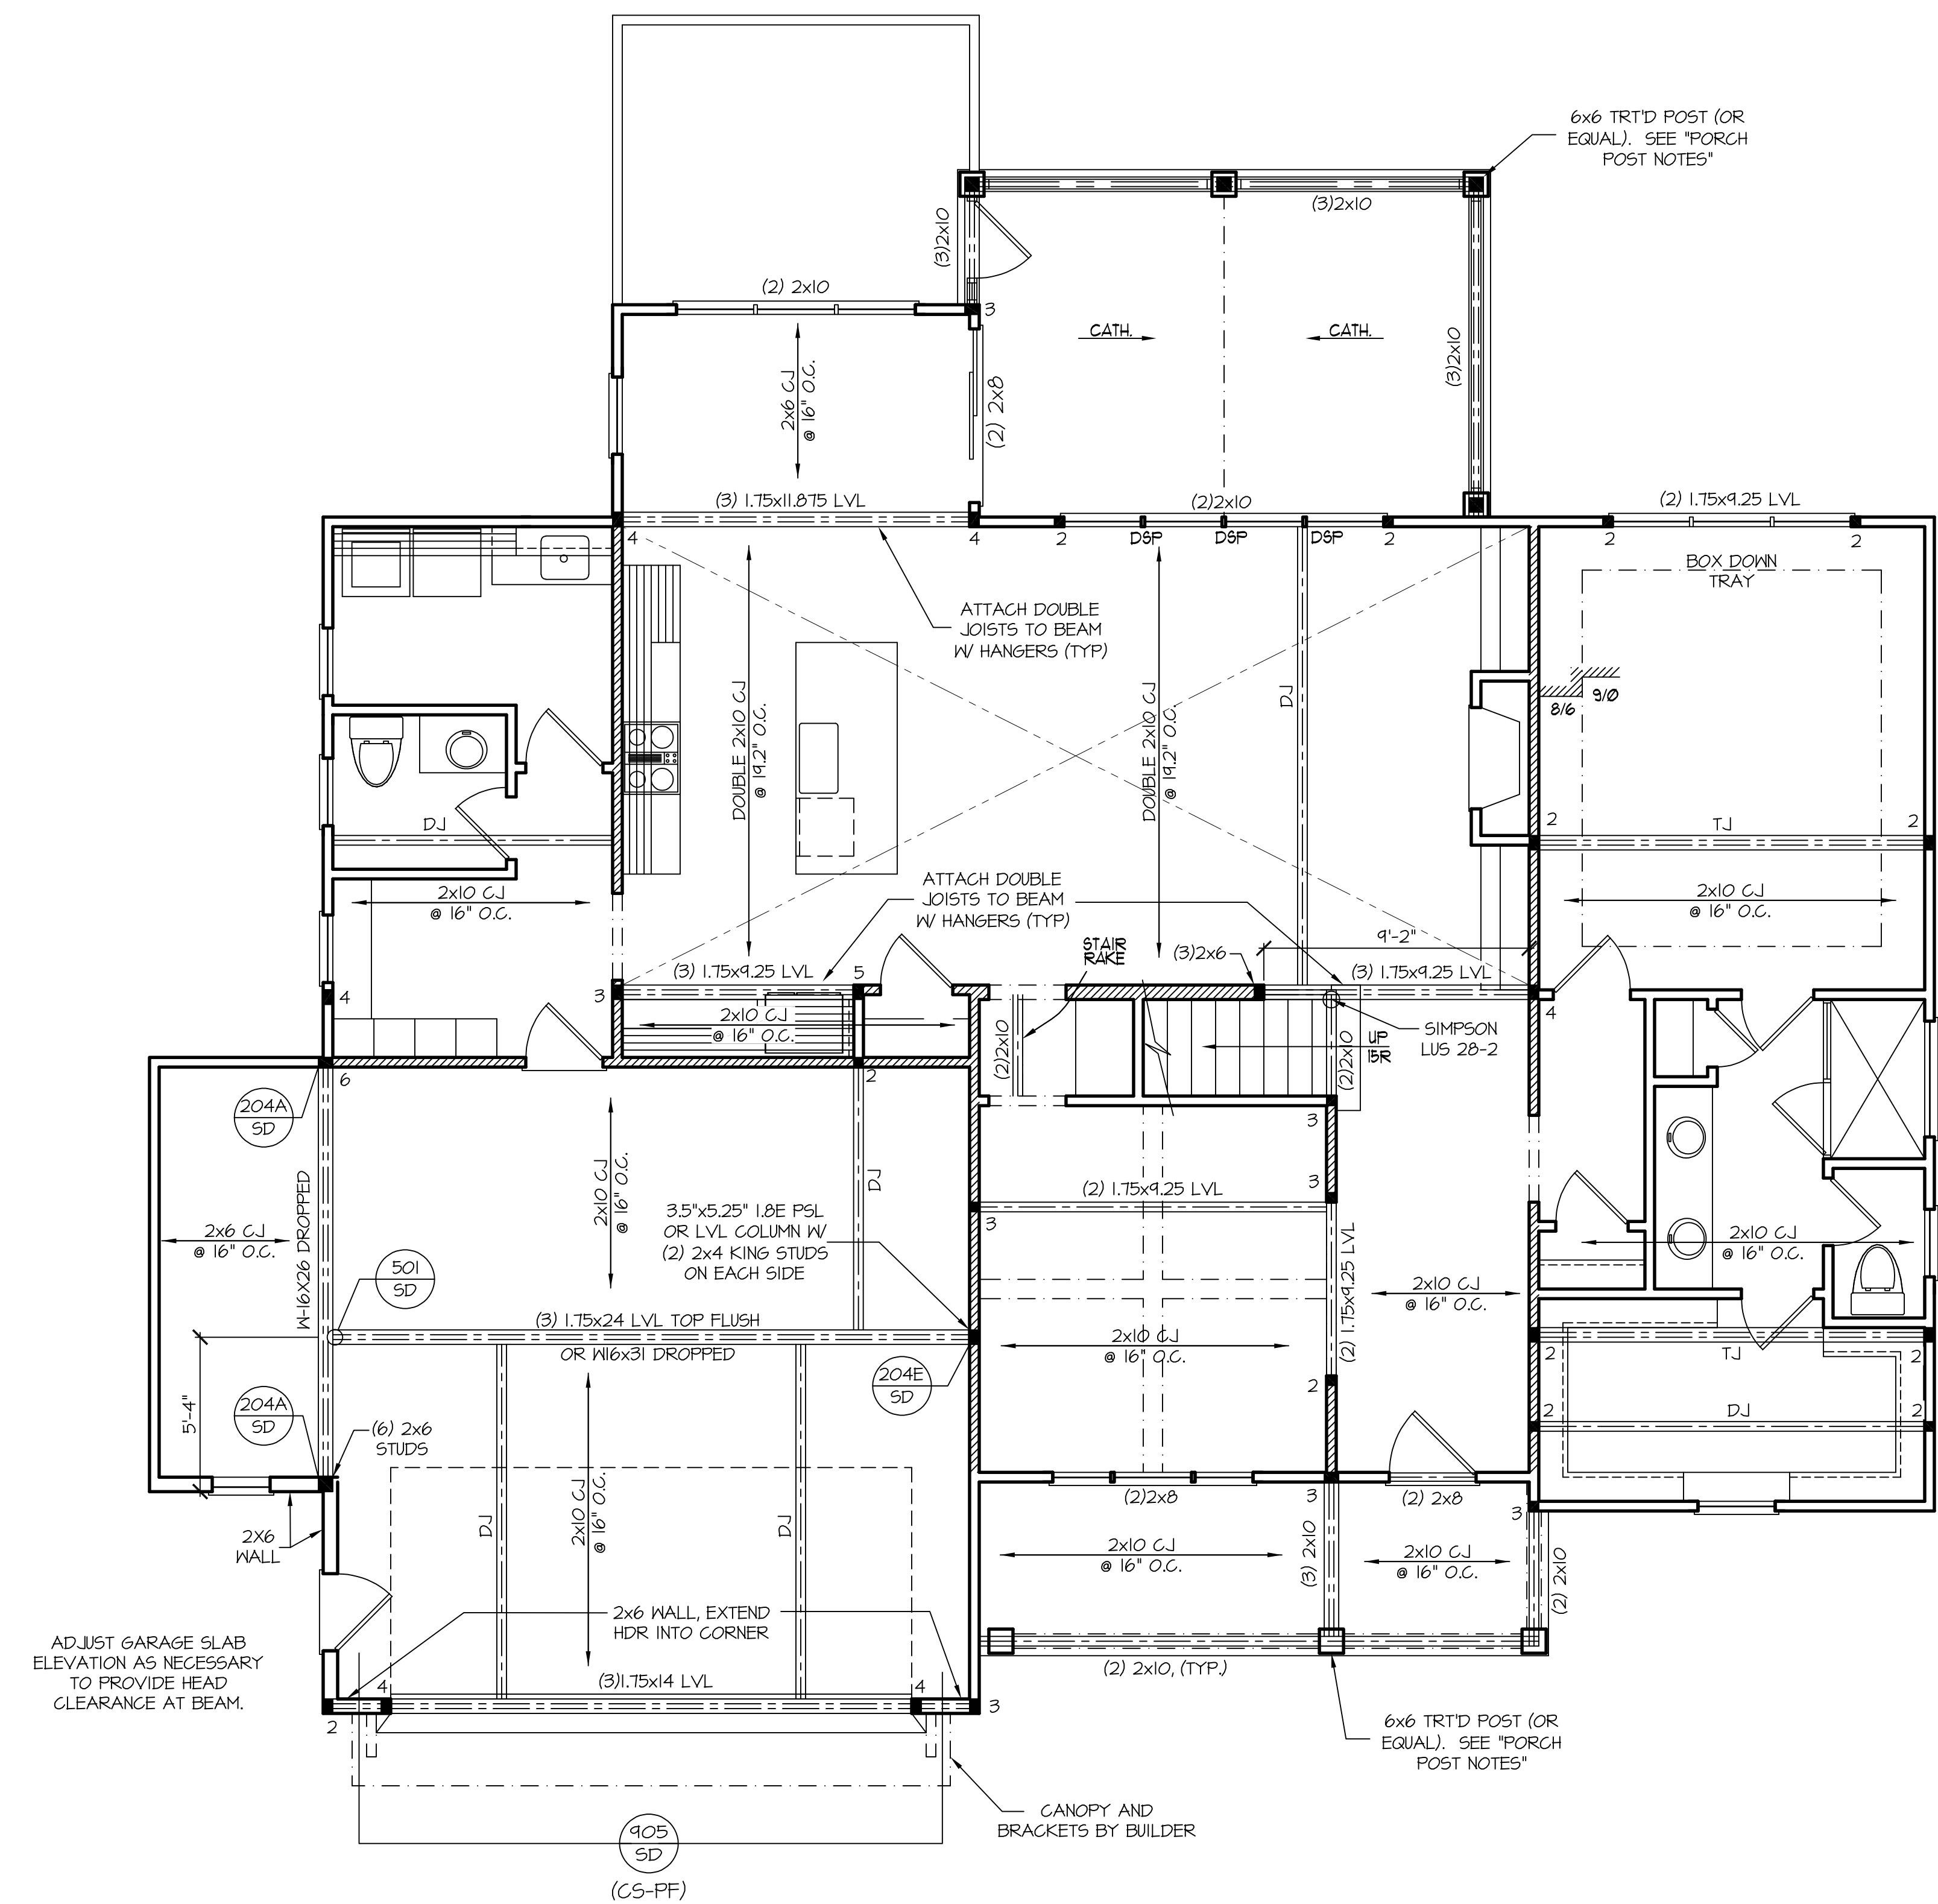 6x6 TRT'D POST (OR
EQUAL). SEE "PORCH
POST NOTES"
(3)2x10
(3)2x10
(2) 2x10
3
CATH.
CATH.
(3)2x10
2x6 CJ
@ 16" O.C.
(2) 2x8
(3) 1.75x11.875 LVL
(2)2x10
(2) 1.75x9.25 LVL
4
4
2
DSP
DSP
DSP
2
2
2
BOX DOWN
TRAY
ATTACH DOUBLE
JOISTS TO BEAM
W/ HANGERS (TYP)
DOUBLE 2x10 CJ
@ 19.2" O.C.
DOUBLE 2x10 CJ
@ 19.2" O.C.
DJ
8/6
9/0
DJ
2
TJ
2
2x10 CJ
@ 16" O.C.
ATTACH DOUBLE
JOISTS TO BEAM
W/ HANGERS (TYP)
2x10 CJ
@ 16" O.C.
STAIR
RAKE
(3)2x6
9'-2"
(3) 1.75x9.25 LVL
5
(3) 1.75x9.25 LVL
4
3
4
2x10 CJ
@ 16" O.C.
(2)2x10
UP
15R
(2)2x10
SIMPSON
LUS 28-2
6
2
204A
SD
3
2x10 CJ
@ 16" O.C.
DJ
W-16X26 DROPPED
2x6 CJ
@ 16" O.C.
3.5"x5.25" 1.8E PSL
OR LVL COLUMN W/
(2) 2x4 KING STUDS
ON EACH SIDE
(2) 1.75x9.25 LVL
3
3
501
SD
(2) 1.75x9.25 LVL
2x10 CJ
@ 16" O.C.
2x10 CJ
@ 16" O.C.
(3) 1.75x24 LVL TOP FLUSH
OR W16x31 DROPPED
2x10 CJ
@ 16" O.C.
2
TJ
2
204E
SD
2
2
DJ
2
5'-4"
204A
SD
(6) 2x6
STUDS
2x10 CJ
@ 16" O.C.
DJ
DJ
(2)2x8
3
(2) 2x8
3
2X6
WALL
2x10 CJ
@ 16" O.C.
(3) 2x10
2x10 CJ
@ 16" O.C.
(2) 2x10
2x6 WALL, EXTEND
HDR INTO CORNER
ADJUST GARAGE SLAB
ELEVATION AS NECESSARY
TO PROVIDE HEAD
CLEARANCE AT BEAM.
(2) 2x10, (TYP.)
4
(3)1.75x14 LVL
4
2
3
6x6 TRT'D POST (OR
EQUAL). SEE "PORCH
POST NOTES"
CANOPY AND
BRACKETS BY BUILDER
905
SD
(CS-PF)